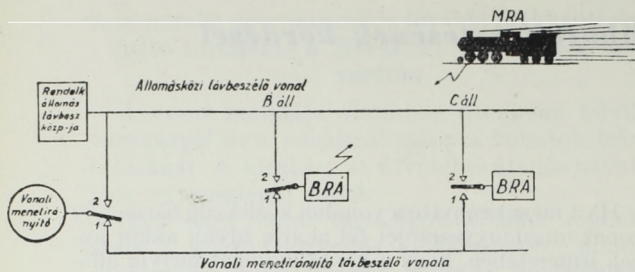 MRA
Rendelk
állomás
távbesz
közp-ja
Állomásközi távbeszélő vonal
B áll
C áll
2
1
2
1
2
1
BRÁ
BRÁ
Vonali
menetirá
nyító
Vonali menetirányító távbeszélő vonala